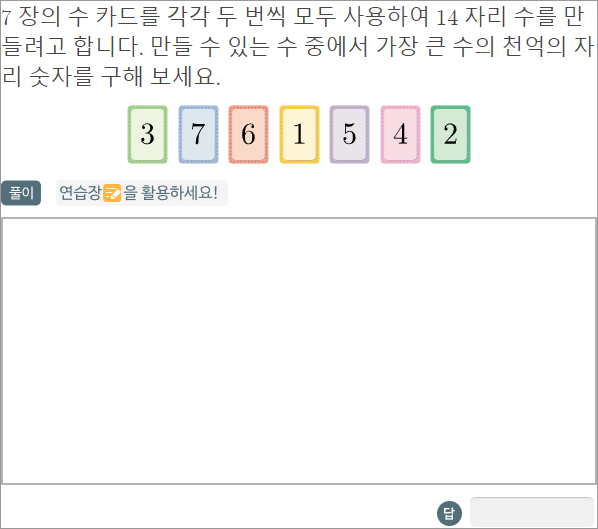 7 장의 수 카드를 각각 두 번씩 모두 사용하여 14 자리 수를 만
들려고 합니다. 만들 수 있는 수 중에서 가장 큰 수의 천억의 자
리 숫자를 구해 보세요.
3 7 6 1 5 4 2
풀이 연습장을 활용하세요!
답